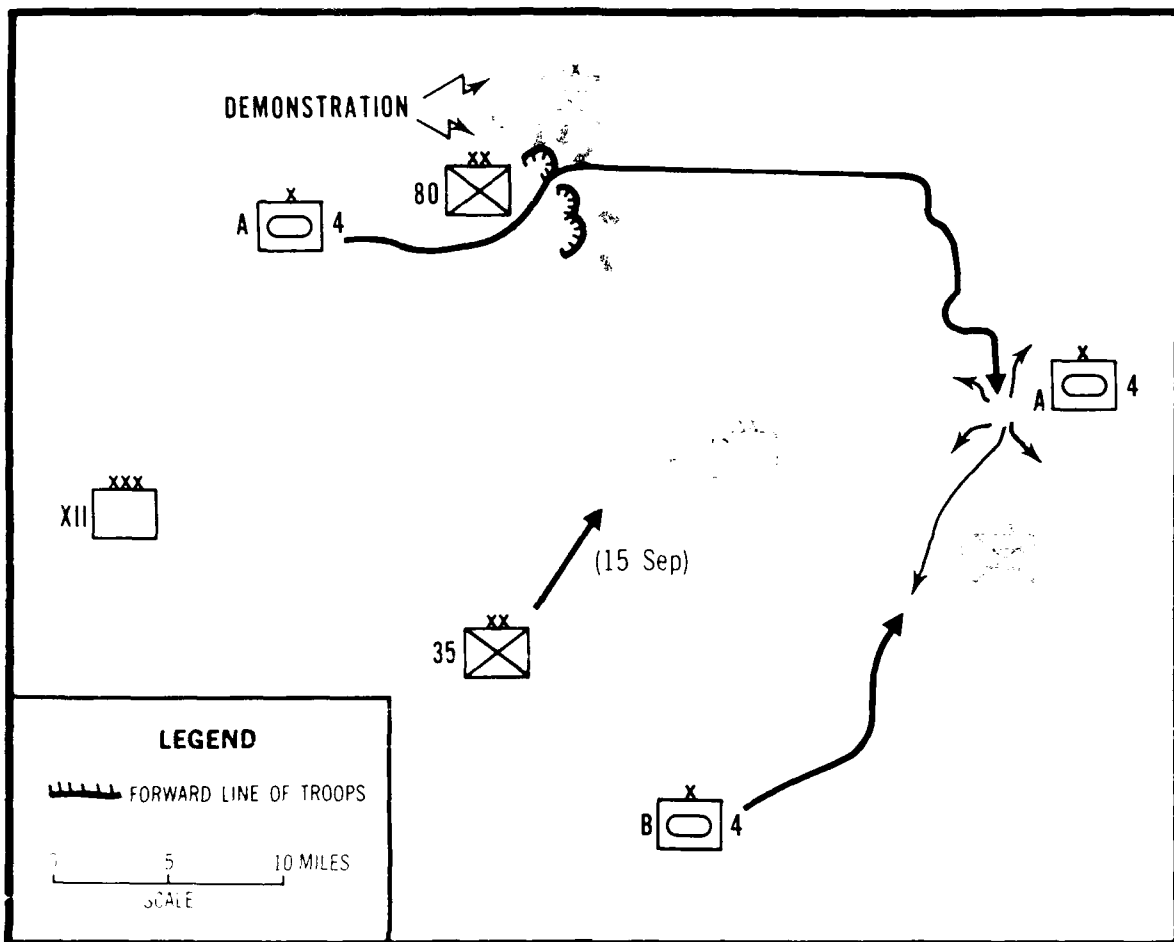 X
DEMONSTRATION
XX
80
X
A 4
X
A 4
XXX
XII
(15 Sep)
XX
35
X
B 4
LEGEND
FORWARD LINE OF TROOPS
5 10 MILES
SCALE